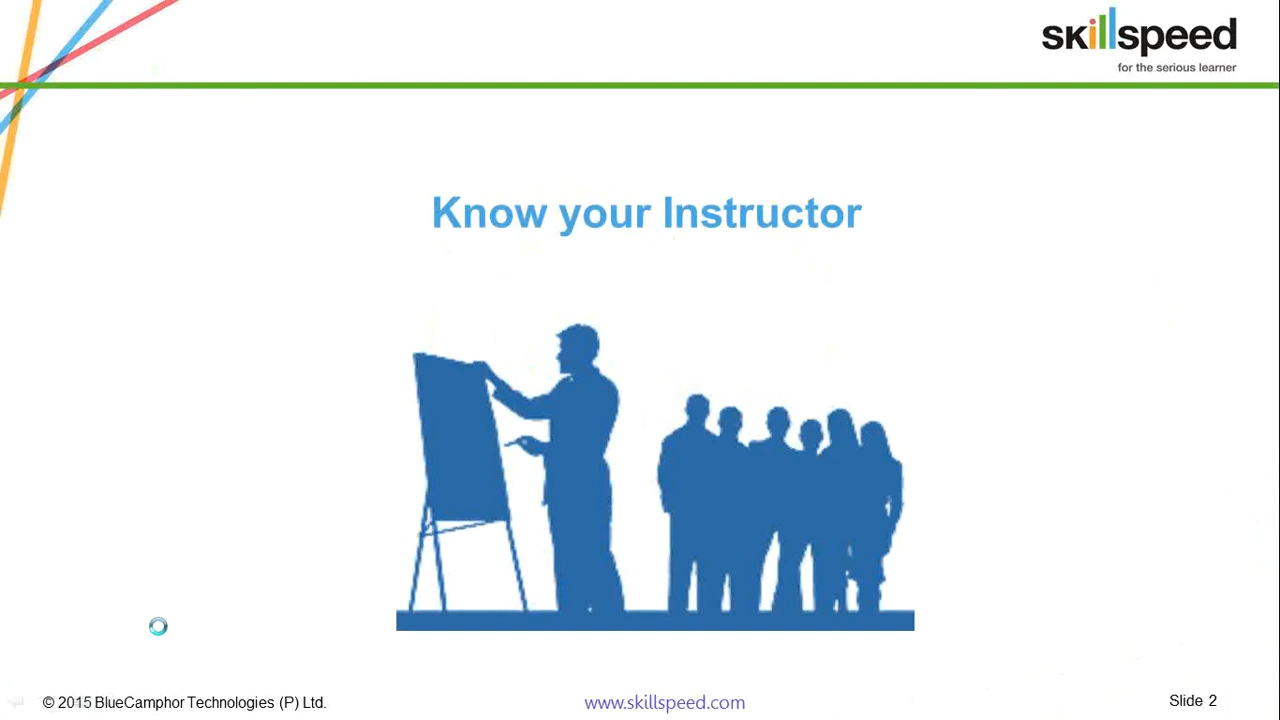 skillspeed
for the serious learner
Know your Instructor
© 2015 BlueCamphor Technologies (P) Ltd.
www.skillspeed.com
Slide 2